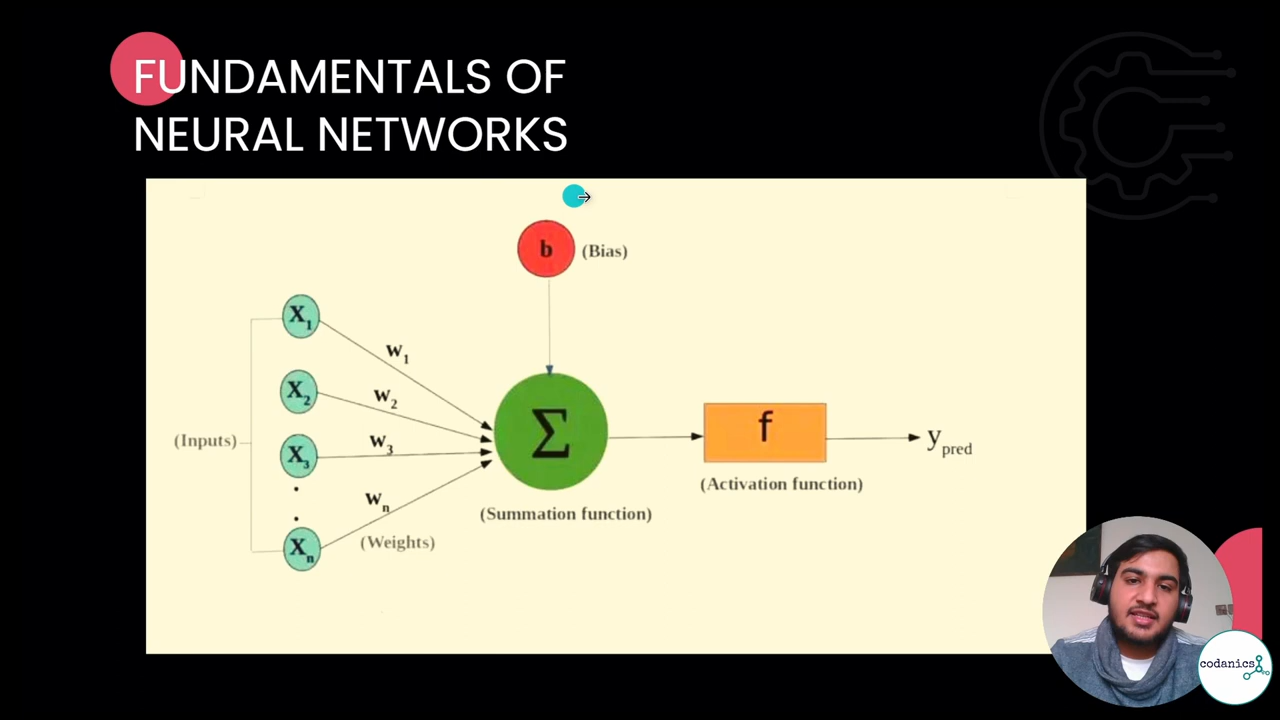 FUNDAMENTALS OF
NEURAL NETWORKS
b (Bias)
X1
w1
X2
w2
(Inputs)
X3
w3
Σ
f
ypred
wn
Xn
(Weights)
(Summation function)
(Activation function)
codanics